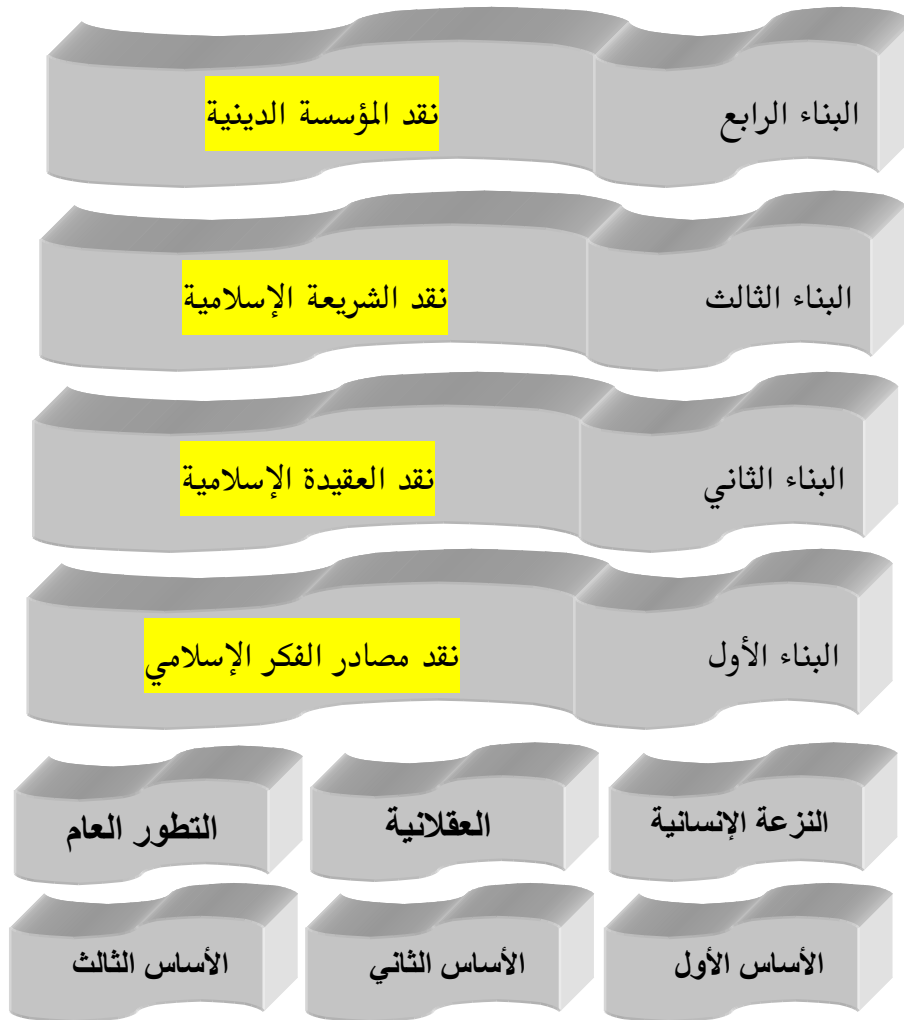 البناء الرابع نقد المؤسسة الدينية
البناء الثالث نقد الشريعة الإسلامية
البناء الثاني نقد العقيدة الإسلامية
البناء الأول نقد مصادر الفكر الإسلامي
النزعة الإنسانية العقلانية التطور العام
الأساس الأول الأساس الثاني الأساس الثالث